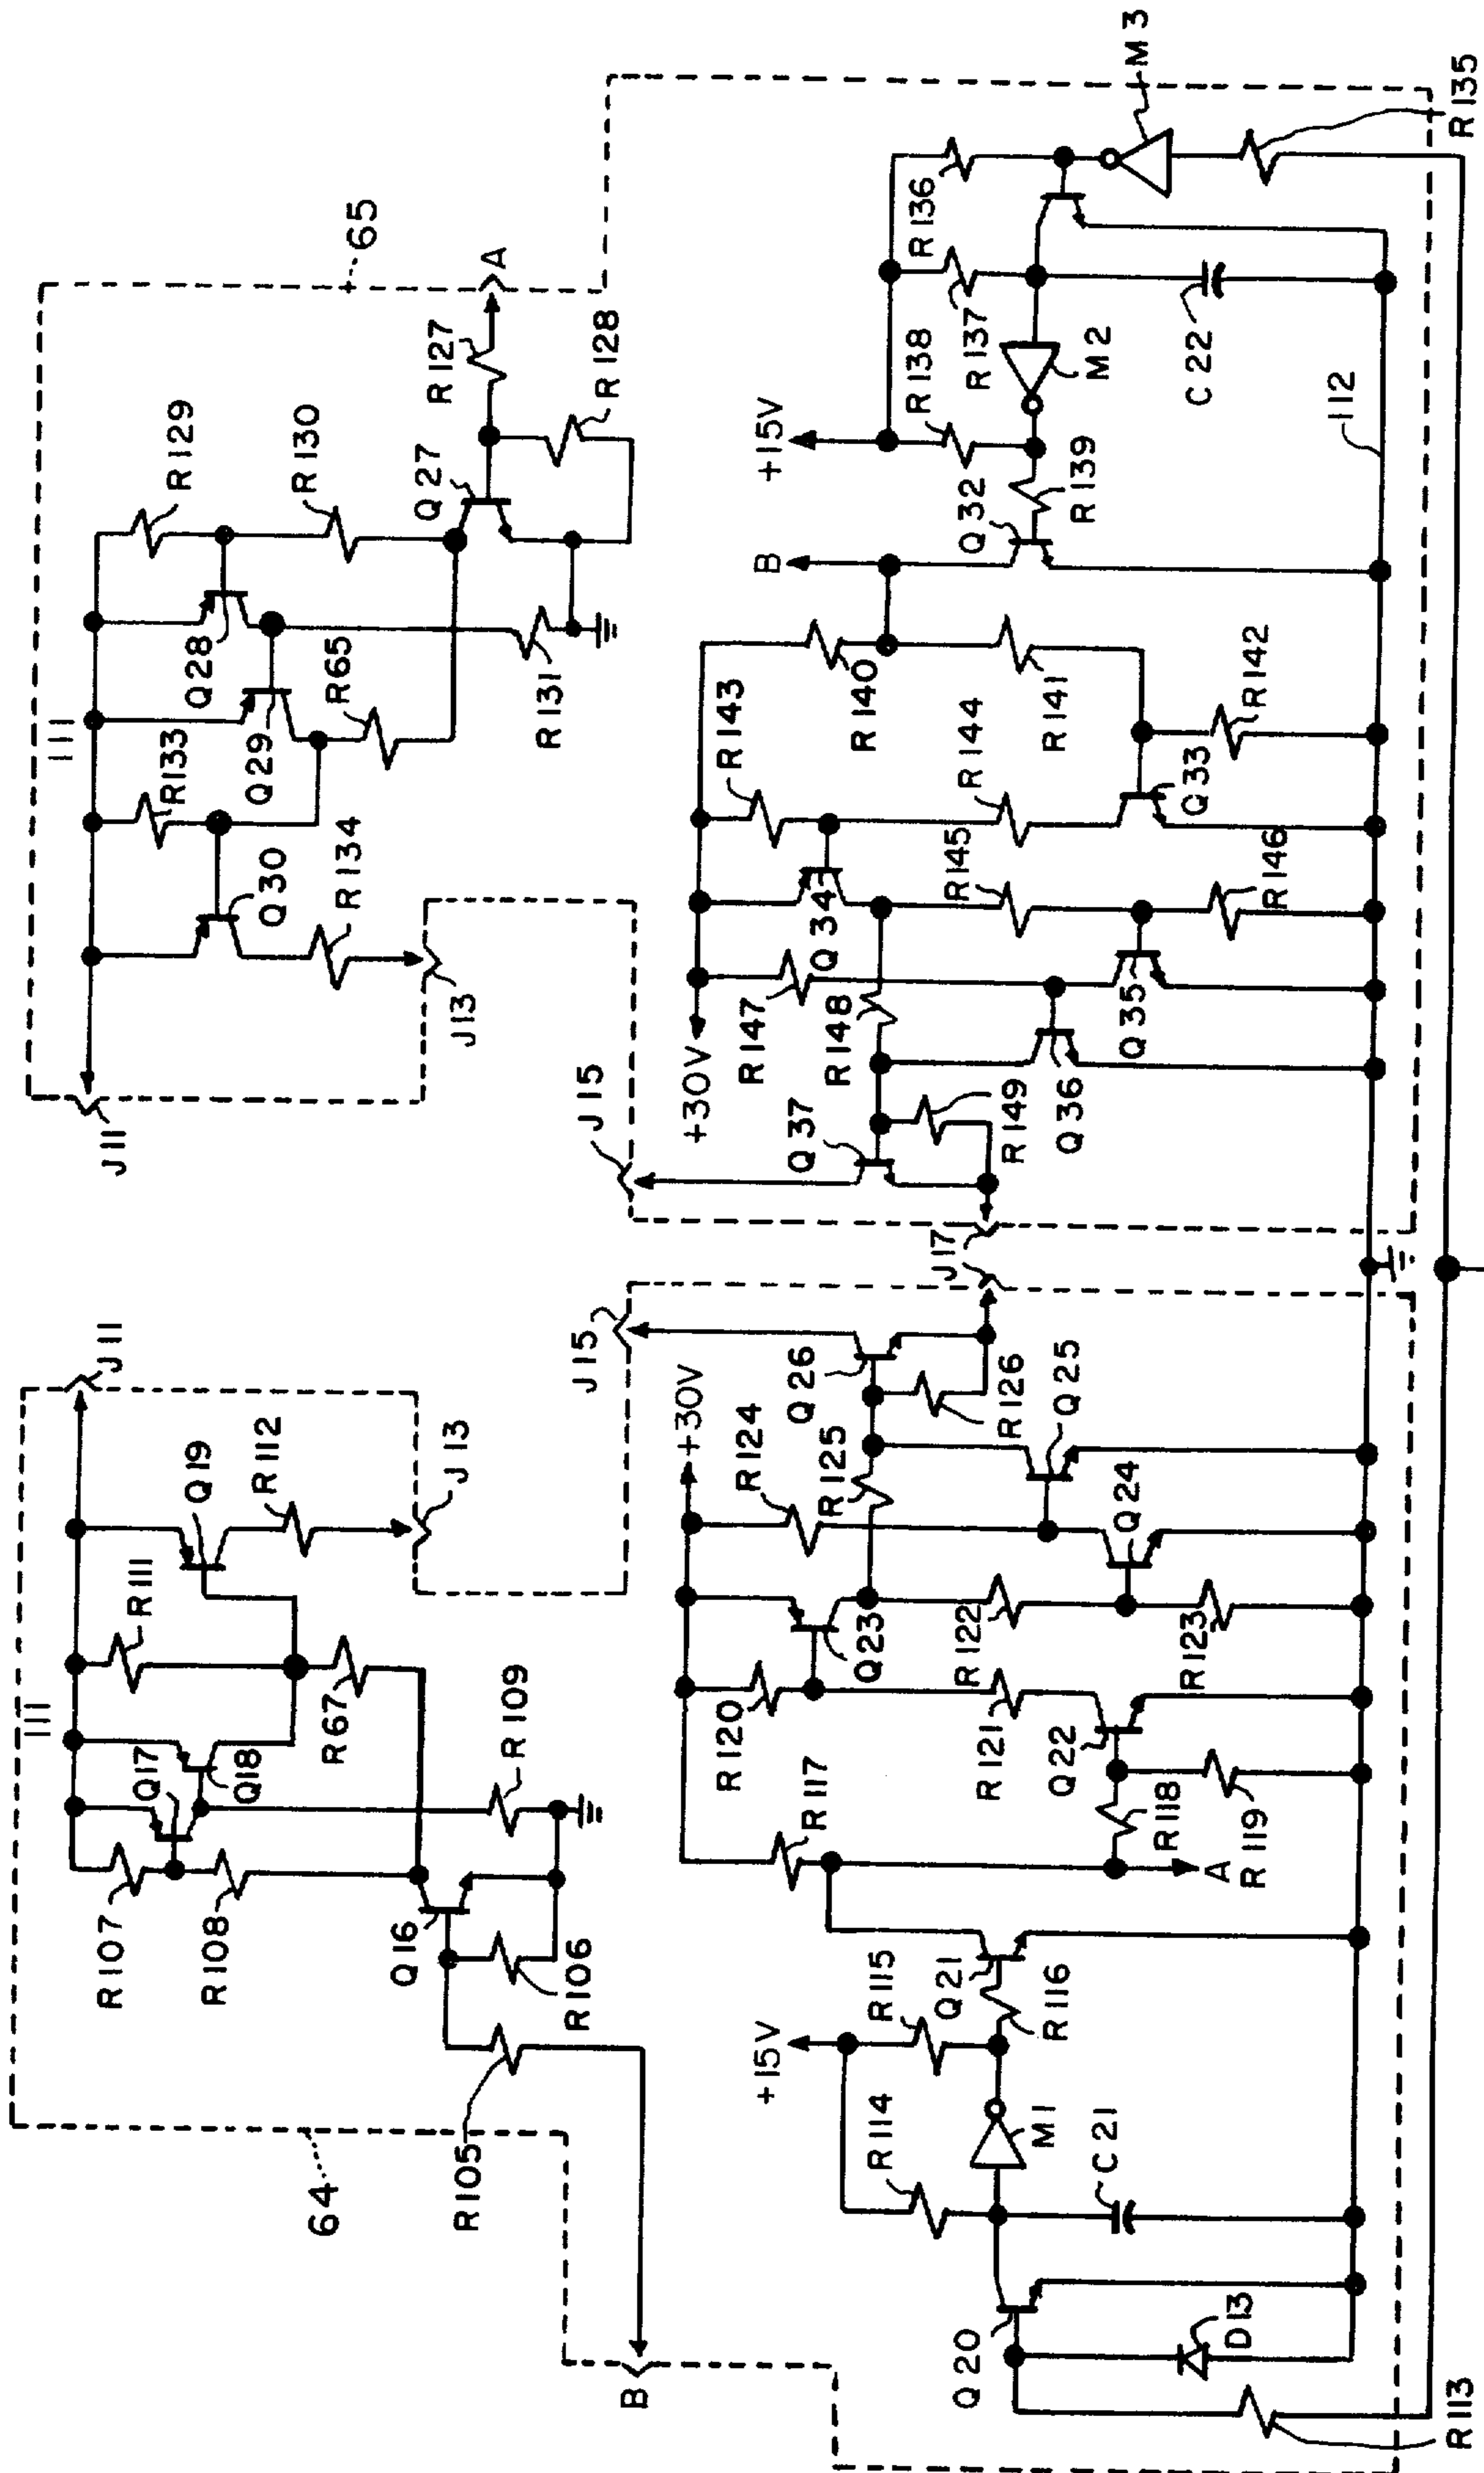 65
R129
R130
Q27
R127
A
R128
111
Q28
R65
R131
R133
Q29
Q30
R134
J11
J13
J15
+15V
R138
R137
R136
M3
R135
M2
C22
112
B
Q32
R139
R140
R141
R142
R143
R144
Q33
Q34
R145
R146
+30V
R147
R148
Q35
Q36
Q37
R149
J17
J11
Q19
R112
J13
111
R111
R67
Q17
Q18
R109
R107
R108
Q16
R106
R105
64
B
J15
+30V
Q26
R126
R124
R125
Q25
Q24
Q23
R122
R123
R120
R121
Q22
R117
R118
R119
A
+15V
R115
Q21
R116
R114
M1
C21
Q20
D13
R113